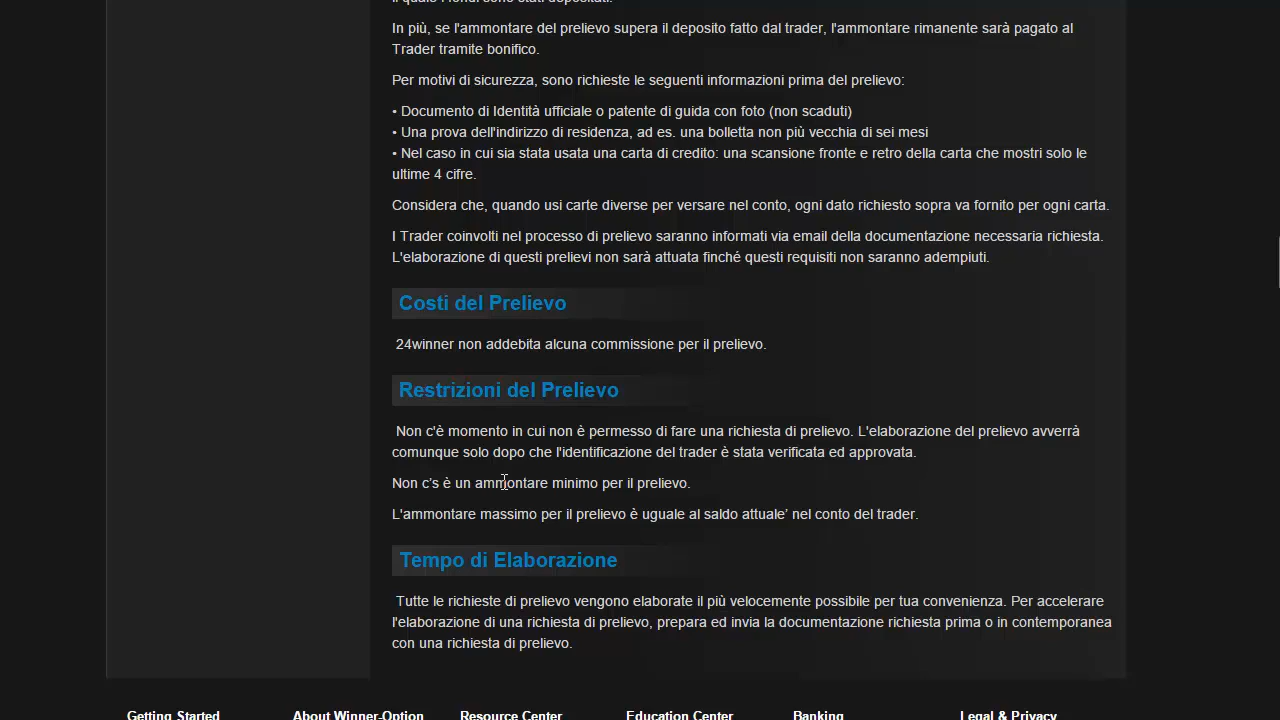 il quale i fondi sono stati depositati.
In più, se l'ammontare del prelievo supera il deposito fatto dal trader, l'ammontare rimanente sarà pagato al
Trader tramite bonifico.
Per motivi di sicurezza, sono richieste le seguenti informazioni prima del prelievo:
• Documento di Identità ufficiale o patente di guida con foto (non scaduti)
• Una prova dell'indirizzo di residenza, ad es. una bolletta non più vecchia di sei mesi
• Nel caso in cui sia stata usata una carta di credito: una scansione fronte e retro della carta che mostri solo le
ultime 4 cifre.
Considera che, quando usi carte diverse per versare nel conto, ogni dato richiesto sopra va fornito per ogni carta.
I Trader coinvolti nel processo di prelievo saranno informati via email della documentazione necessaria richiesta.
L'elaborazione di questi prelievi non sarà attuata finché questi requisiti non saranno adempiuti.
Costi del Prelievo
24winner non addebita alcuna commissione per il prelievo.
Restrizioni del Prelievo
Non c'è momento in cui non è permesso di fare una richiesta di prelievo. L'elaborazione del prelievo avverrà
comunque solo dopo che l'identificazione del trader è stata verificata ed approvata.
Non c's è un ammontare minimo per il prelievo.
L'ammontare massimo per il prelievo è uguale al saldo attuale’ nel conto del trader.
Tempo di Elaborazione
Tutte le richieste di prelievo vengono elaborate il più velocemente possibile per tua convenienza. Per accelerare
l'elaborazione di una richiesta di prelievo, prepara ed invia la documentazione richiesta prima o in contemporanea
con una richiesta di prelievo.
Getting Started About Winner-Option Resource Center Education Center Banking Legal & Privacy